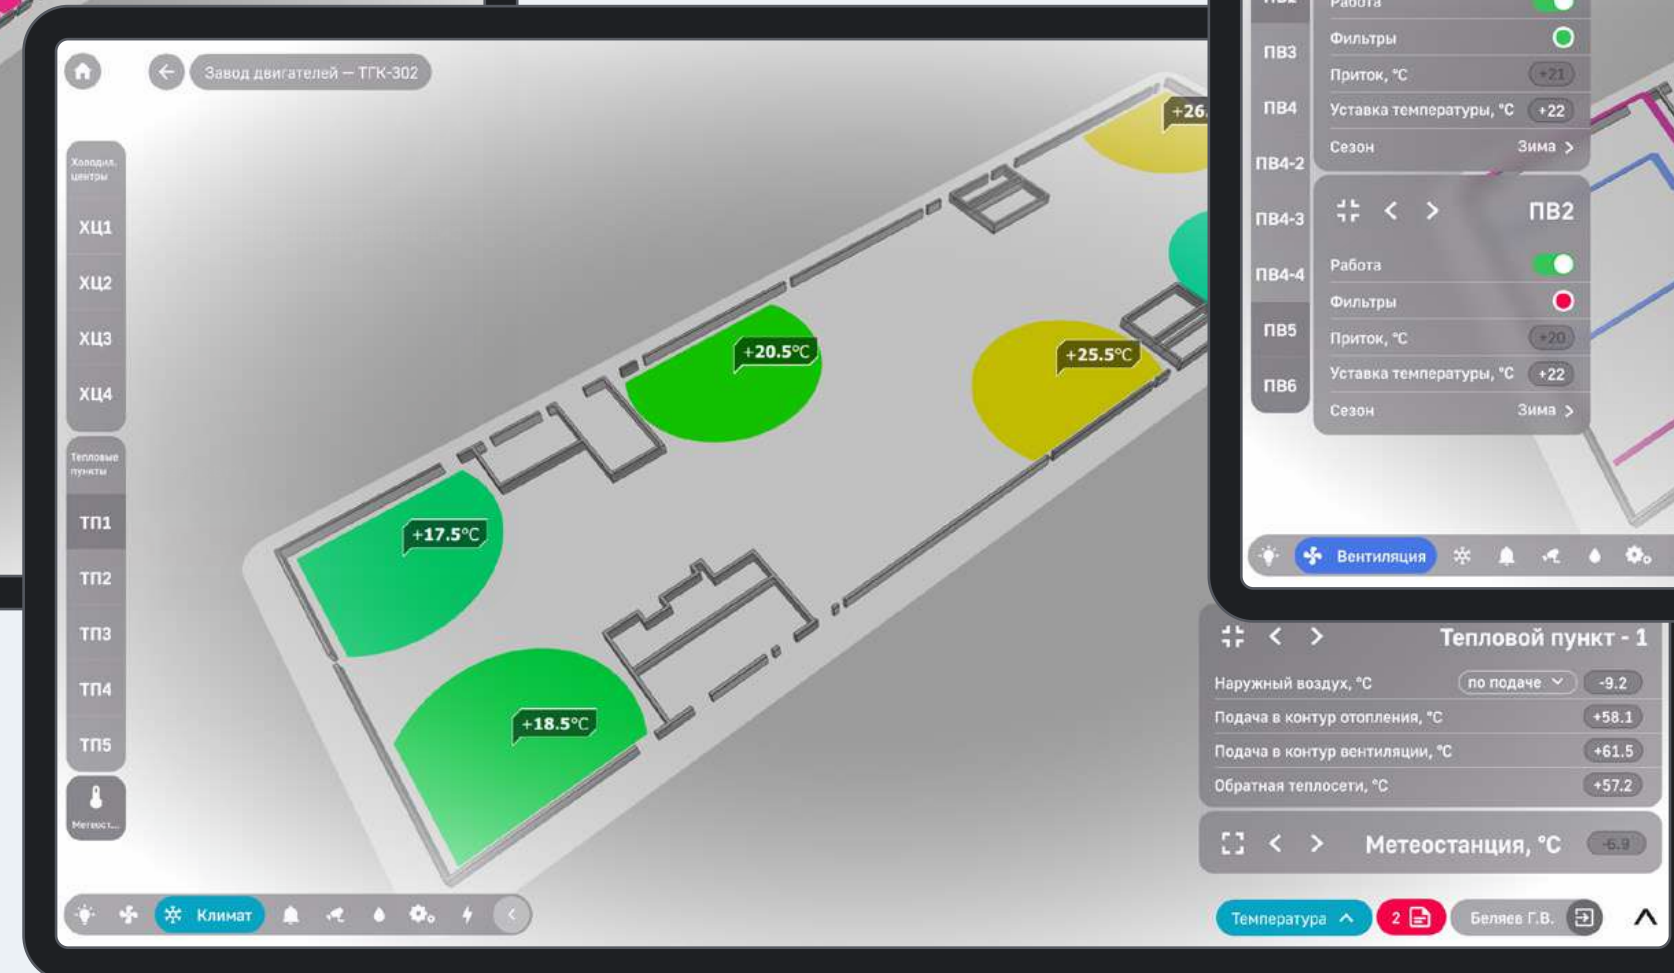 Завод двигателей — ТГК-302
Холодил.
центры
ХЦ1
ХЦ2
ХЦ3
ХЦ4
Тепловые
пункты
ТП1
ТП2
ТП3
ТП4
ТП5
Метеост...
+26.
+20.5°C
+25.5°C
+17.5°C
+18.5°C
Климат
Работа
ПВ3
Фильтры
Приток, °C +21
ПВ4
Уставка температуры, °C +22
Сезон Зима >
ПВ4-2
ПВ4-3
ПВ2
ПВ4-4
Работа
Фильтры
ПВ5
Приток, °C +20
Уставка температуры, °C +22
ПВ6
Сезон Зима >
Вентиляция
Тепловой пункт - 1
Наружный воздух, °C по подаче -9.2
Подача в контур отопления, °C +58.1
Подача в контур вентиляции, °C +61.5
Обратная теплосети, °C +57.2
Метеостанция, °C -6.9
Температура 2 Беляев Г.В.